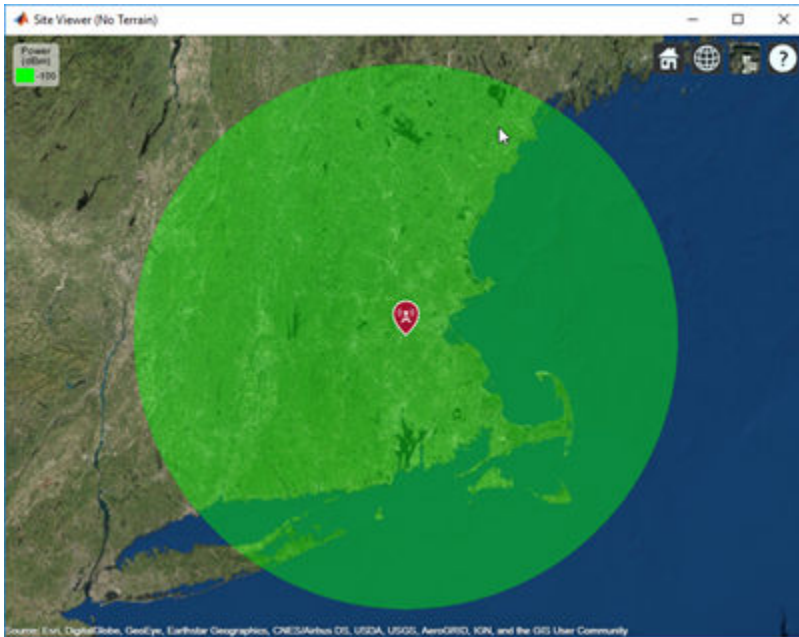 Site Viewer (No Terrain)
Power
(dBm)
-100
?
Source: Esri, DigitalGlobe, GeoEye, Earthstar Geographics, CNES/Airbus DS, USDA, USGS, AeroGRID, IGN, and the GIS User Community